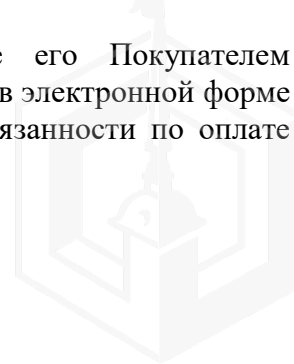 его Покупателем
в электронной форме
язанности по оплате